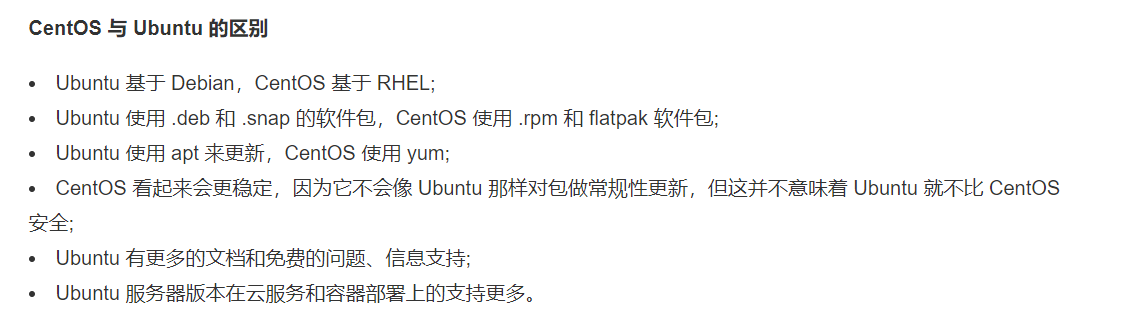 CentOS 与 Ubuntu 的区别
• Ubuntu 基于 Debian，CentOS 基于 RHEL;
• Ubuntu 使用 .deb 和 .snap 的软件包，CentOS 使用 .rpm 和 flatpak 软件包;
• Ubuntu 使用 apt 来更新，CentOS 使用 yum;
• CentOS 看起来会更稳定，因为它不会像 Ubuntu 那样对包做常规性更新，但这并不意味着 Ubuntu 就不比 CentOS
安全;
• Ubuntu 有更多的文档和免费的问题、信息支持;
• Ubuntu 服务器版本在云服务和容器部署上的支持更多。